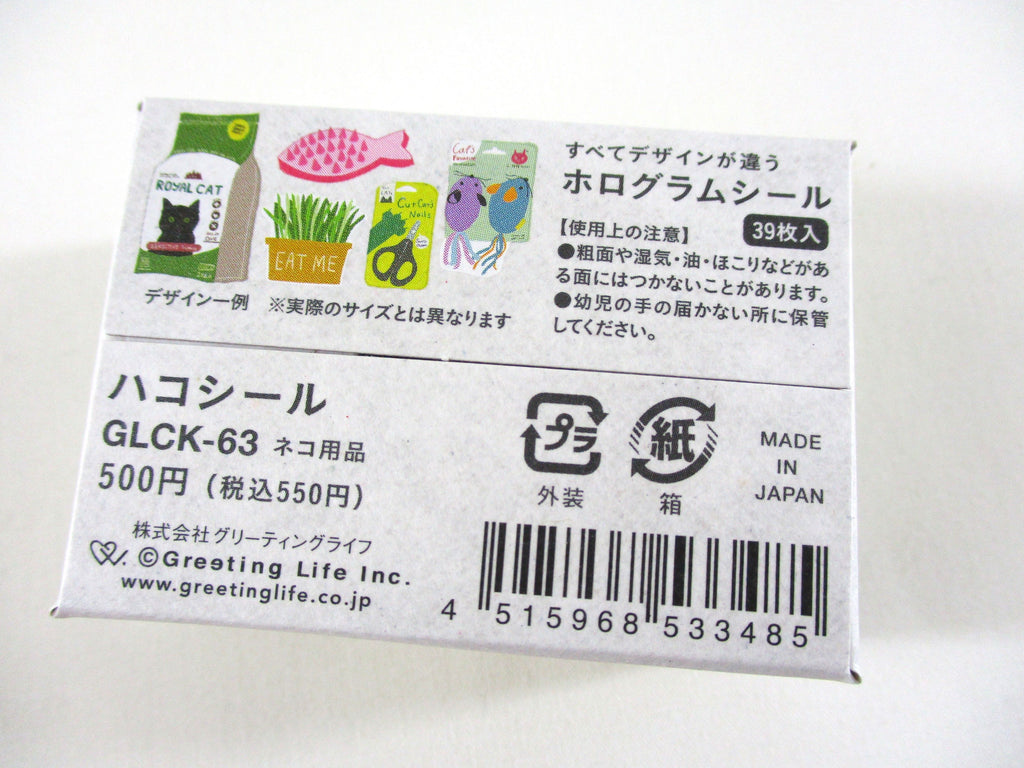 ROYAL CAT
EAT ME
Cat's
Favorite
Cut Cat's
Nails
デザイン一例
※実際のサイズとは異なります
すべてデザインが違う
ホログラムシール
39枚入
【使用上の注意】
●粗面や湿気・油・ほこりなどがあ
る面にはつかないことがあります。
●幼児の手の届かない所に保管
してください。
ハコシール
GLCK-63 ネコ用品
500円（税込550円）
株式会社グリーティングライフ
©Greeting Life Inc.
www.greetinglife.co.jp
プラ
外装
紙
箱
MADE
IN
JAPAN
4 515968 533485